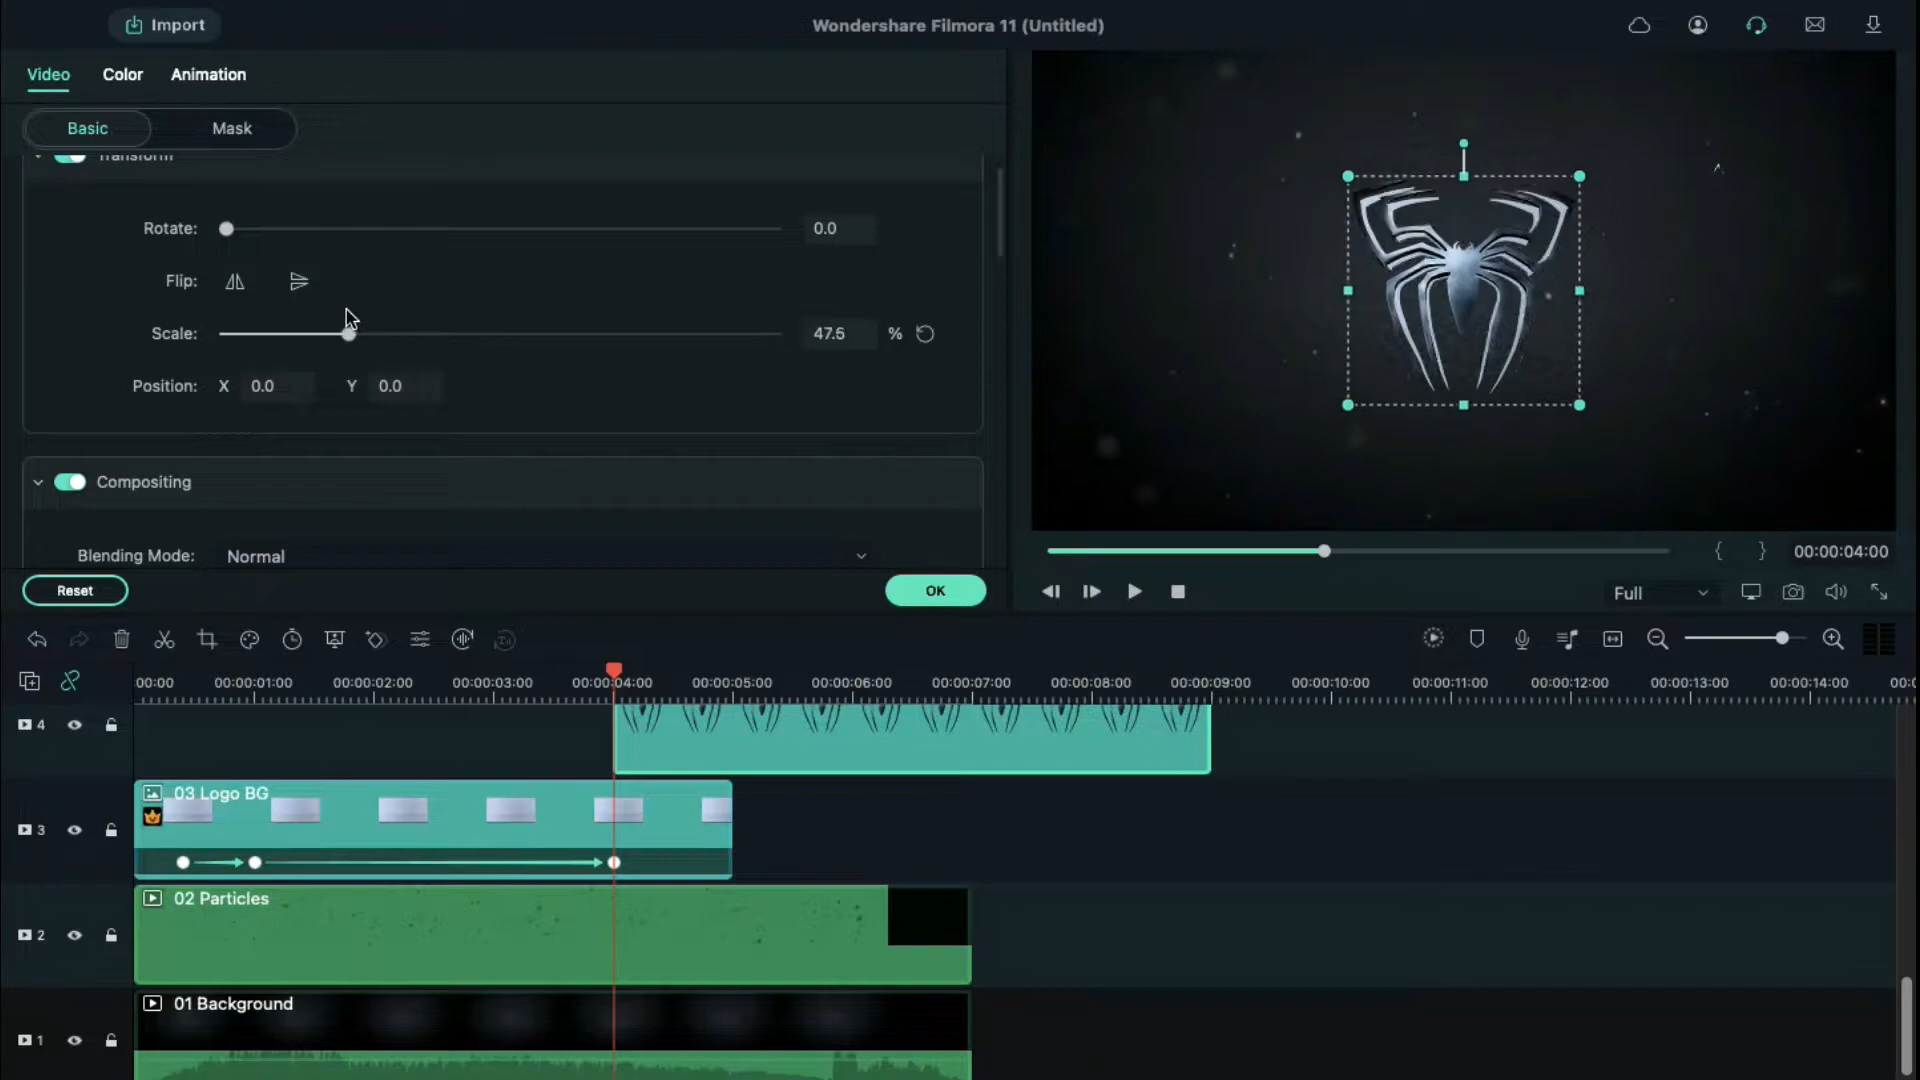 Import
Wondershare Filmora 11 (Untitled)
Video Color Animation
Basic Mask
Transform
Rotate: 0.0
Flip:
Scale: 47.5 %
Position: X 0.0 Y 0.0
Compositing
Blending Mode: Normal
Reset OK
{ } 00:00:04:00
Full
00:00 00:00:01:00 00:00:02:00 00:00:03:00 00:00:04:00 00:00:05:00 00:00:06:00 00:00:07:00 00:00:08:00 00:00:09:00 00:00:10:00 00:00:11:00 00:00:12:00 00:00:13:00 00:00:14:00 00:0
4
03 Logo BG
3
02 Particles
2
01 Background
1